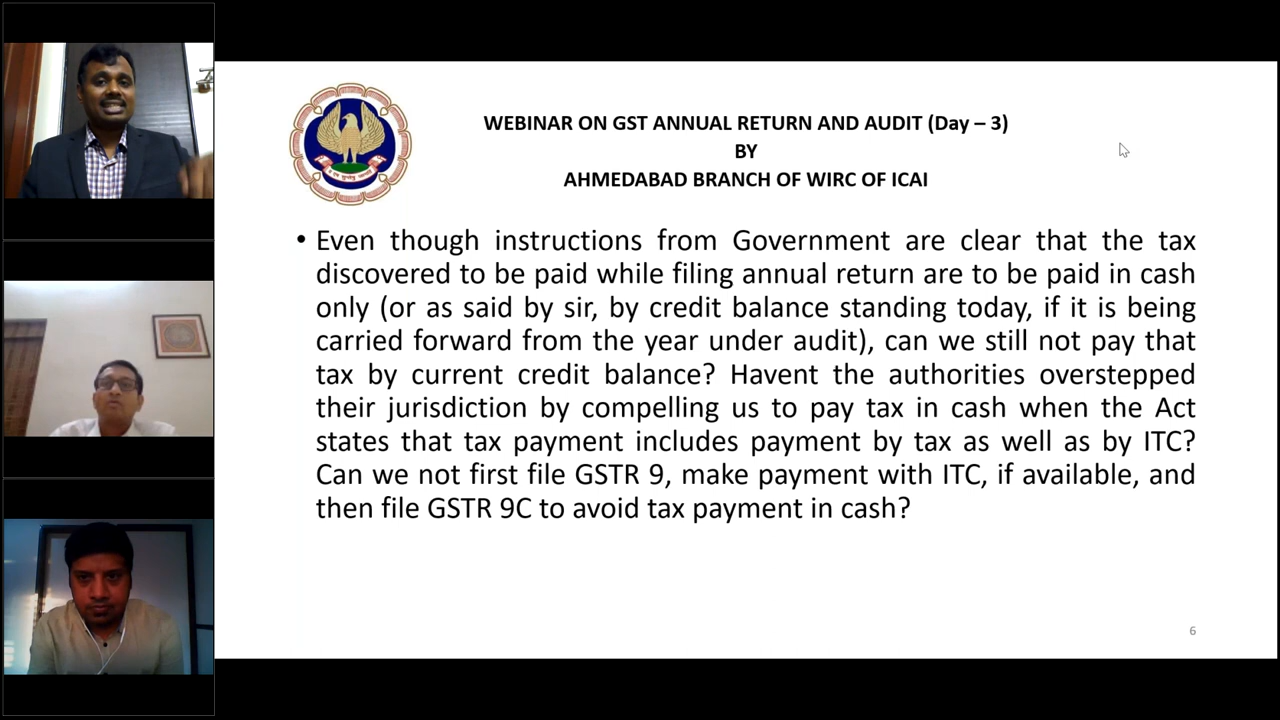 WEBINAR ON GST ANNUAL RETURN AND AUDIT (Day – 3)
BY
AHMEDABAD BRANCH OF WIRC OF ICAI
• Even though instructions from Government are clear that the tax
discovered to be paid while filing annual return are to be paid in cash
only (or as said by sir, by credit balance standing today, if it is being
carried forward from the year under audit), can we still not pay that
tax by current credit balance? Havent the authorities overstepped
their jurisdiction by compelling us to pay tax in cash when the Act
states that tax payment includes payment by tax as well as by ITC?
Can we not first file GSTR 9, make payment with ITC, if available, and
then file GSTR 9C to avoid tax payment in cash?
6